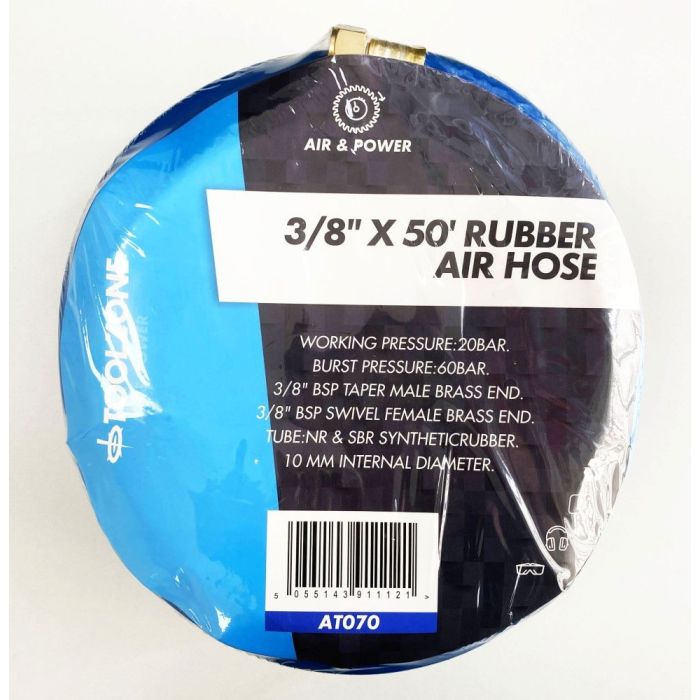 AIR & POWER
3/8" X 50' RUBBER
AIR HOSE
TOOLZONE
POWER
WORKING PRESSURE:20BAR.
BURST PRESSURE:60BAR.
3/8" BSP TAPER MALE BRASS END.
3/8" BSP SWIVEL FEMALE BRASS END.
TUBE:NR & SBR SYNTHETICRUBBER.
10 MM INTERNAL DIAMETER.
5 055143 911121 >
AT070